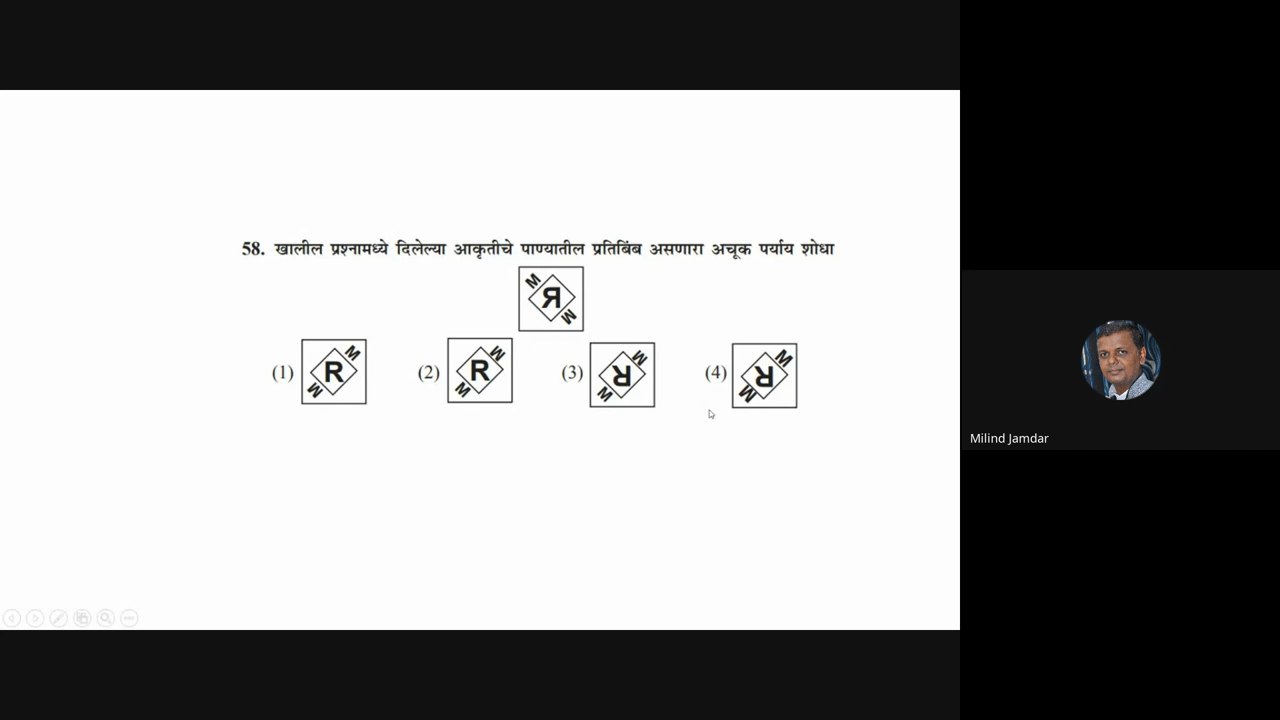 58. खालील प्रश्नामध्ये दिलेल्या आकृतीचे पाण्यातील प्रतिबिंब असणारा अचूक पर्याय शोधा
M
Я
M
(1) R M M (2) R M M (3) R M M (4) R M M
Milind Jamdar